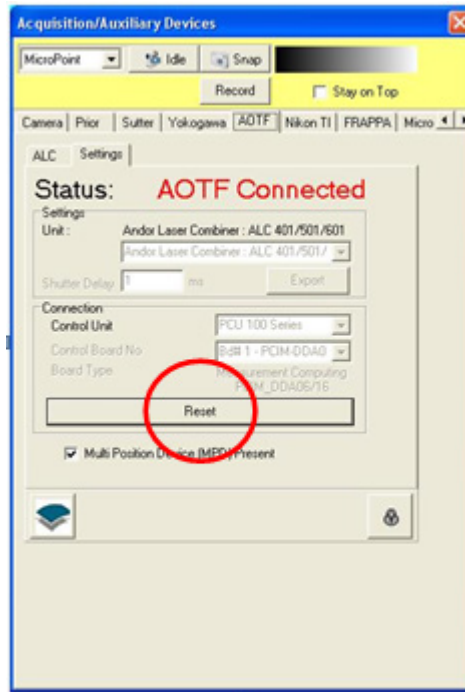 Acquisition/Auxiliary Devices
MicroPoint Idle Snap
Record Stay on Top
Camera Prior Sutter Yokogawa AOTF Nikon TI FRAPPA Micro
ALC Settings
Status: AOTF Connected
Settings
Unit : Andor Laser Combiner : ALC 401/501/601
Andor Laser Combiner : ALC 401/501/
Shutter Delay 1 ms Export
Connection
Control Unit PCU 100 Series
Control Board No Bd# 1 - PCIM-DDA0
Board Type Measurement Computing
PCIM_DDA06/16
Reset
Multi Position Device (MPD) Present